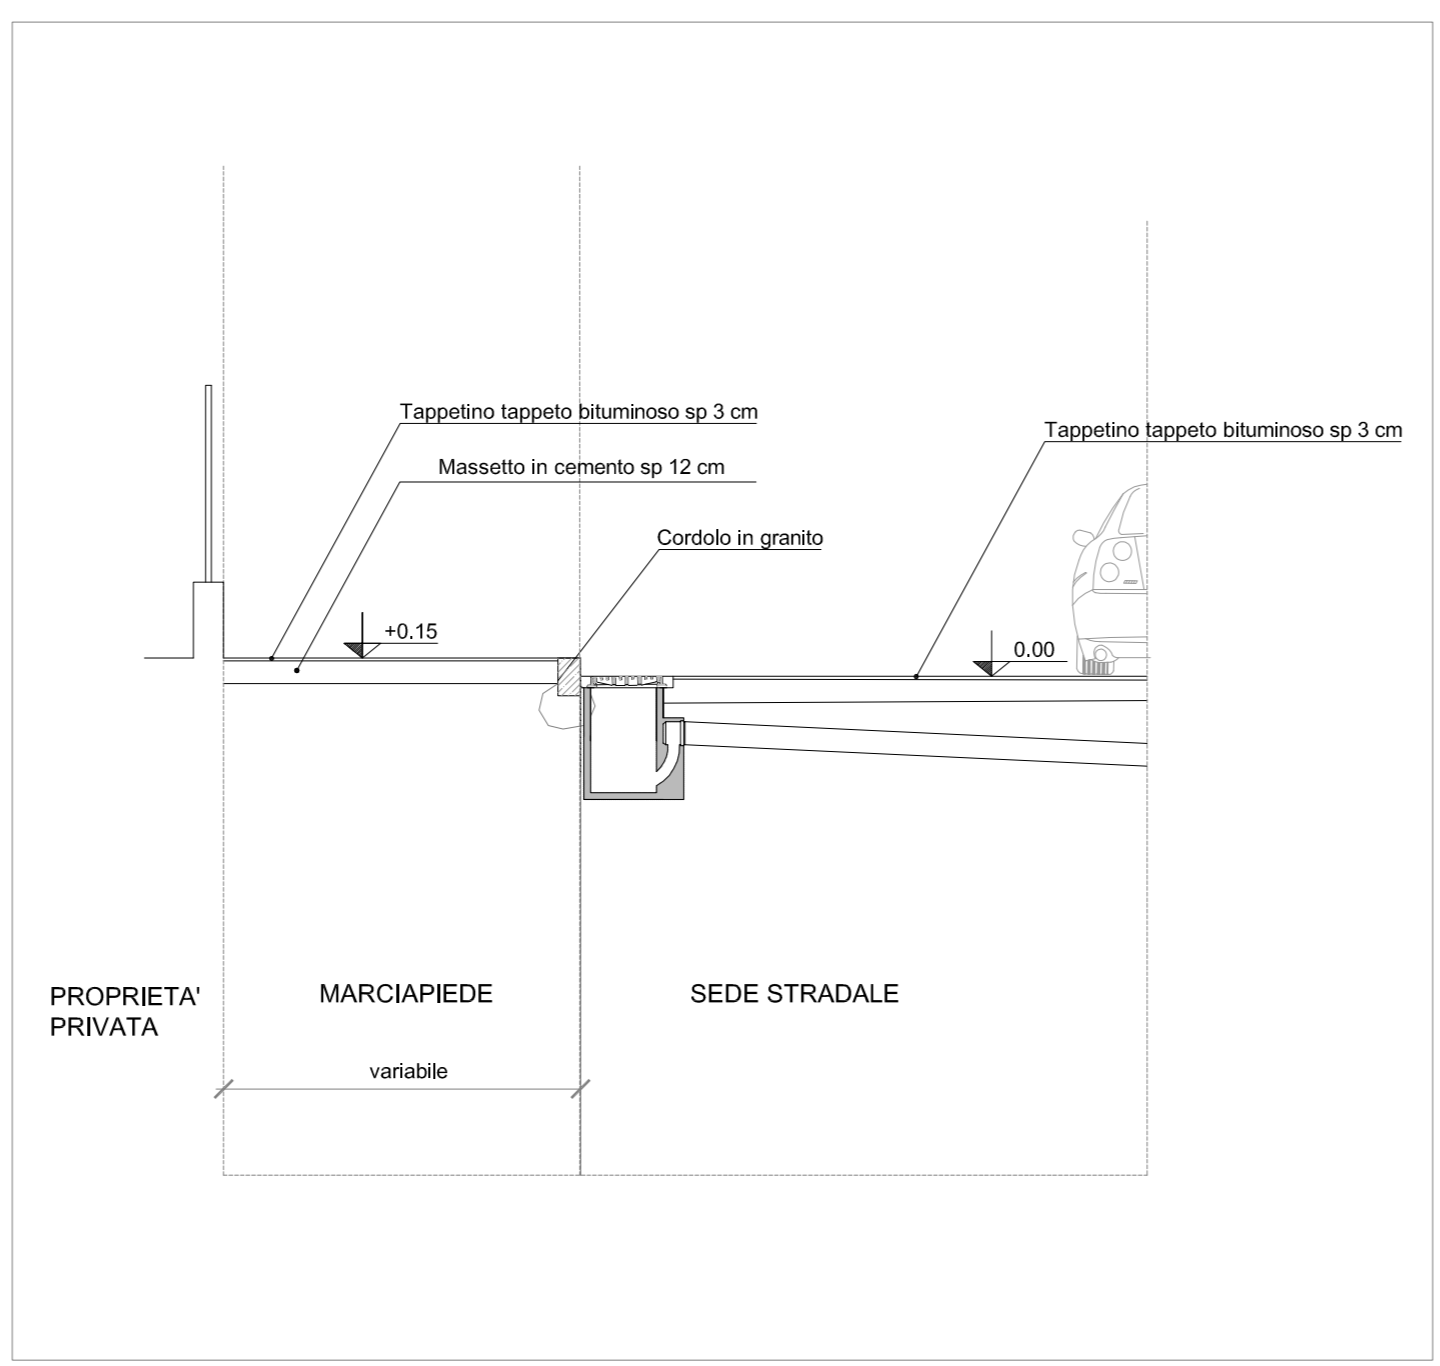 Tappetino tappeto bituminoso sp 3 cm
Tappetino tappeto bituminoso sp 3 cm
Massetto in cemento sp 12 cm
Cordolo in granito
+0.15
0.00
PROPRIETA'
PRIVATA
MARCIAPIEDE
SEDE STRADALE
variabile